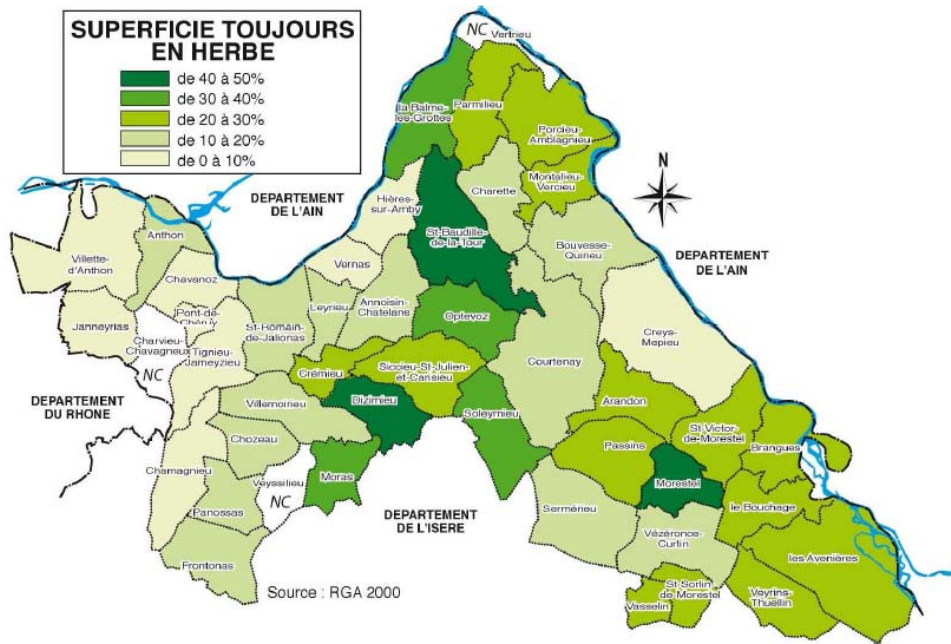 SUPERFICIE TOUJOURS
EN HERBE
de 40 à 50%
de 30 à 40%
de 20 à 30%
de 10 à 20%
de 0 à 10%
NC
Vertrieu
la Balme-
les-Grottes
Parmilieu
Porcieu-
Amblagnieu
Montalieu-
Vercieu
N
DEPARTEMENT
DE L'AIN
Hières-
sur-Amby
Charette
St-Baudille-
de-la-Tour
Bouvesse-
Quirieu
DEPARTEMENT
DE L'AIN
Anthon
Villette-
d'Anthon
Chavanoz
Vernas
Annoisin-
Chatelans
Leyrieu
Optevoz
Creys-
Mepieu
Janneyrias
Pont-de-
Chéruy
Charvieu-
Chavagneux
NC
Tignieu-
Jameyzieu
St-Romain-
de-Jalionas
Courtenay
Crémieu
Siccieu-St-Julien-
et-Carisieu
DEPARTEMENT
DU RHONE
Villemoirieu
Dizimieu
Soleymieu
Arandon
St-Victor-
de-Morestel
Brangues
Passins
Chozeau
Chamagnieu
Veyssilieu
NC
Moras
Morestel
Panossas
DEPARTEMENT
DE L'ISERE
Sermérieu
le Bouchage
Vézéronce-
Curtin
les Avenières
Frontonas
Source : RGA 2000
St-Sorlin
de Morestel
Vasselin
Veyrins-
Thuellin